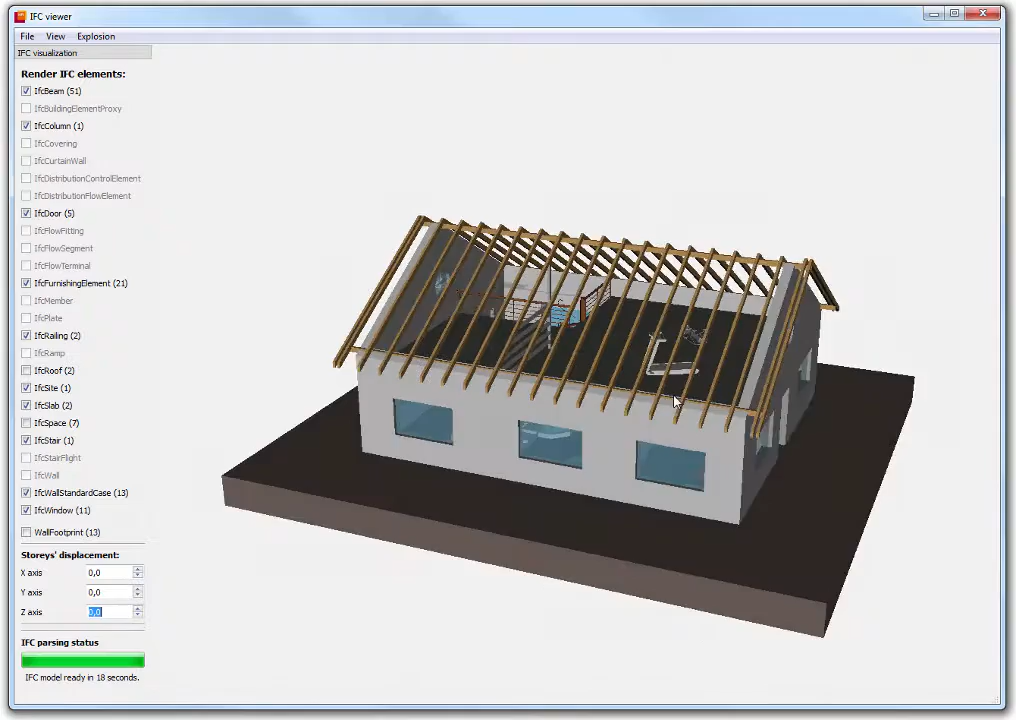 IFC viewer
File View Explosion
IFC visualization
Render IFC elements:
IfcBeam (51)
IfcBuildingElementProxy
IfcColumn (1)
IfcCovering
IfcCurtainWall
IfcDistributionControlElement
IfcDistributionFlowElement
IfcDoor (5)
IfcFlowFitting
IfcFlowSegment
IfcFlowTerminal
IfcFurnishingElement (21)
IfcMember
IfcPlate
IfcRailing (2)
IfcRamp
IfcRoof (2)
IfcSite (1)
IfcSlab (2)
IfcSpace (7)
IfcStair (1)
IfcStairFlight
IfcWall
IfcWallStandardCase (13)
IfcWindow (11)
WallFootprint (13)
Storeys' displacement:
X axis 0,0
Y axis 0,0
Z axis 0,0
IFC parsing status
IFC model ready in 18 seconds.